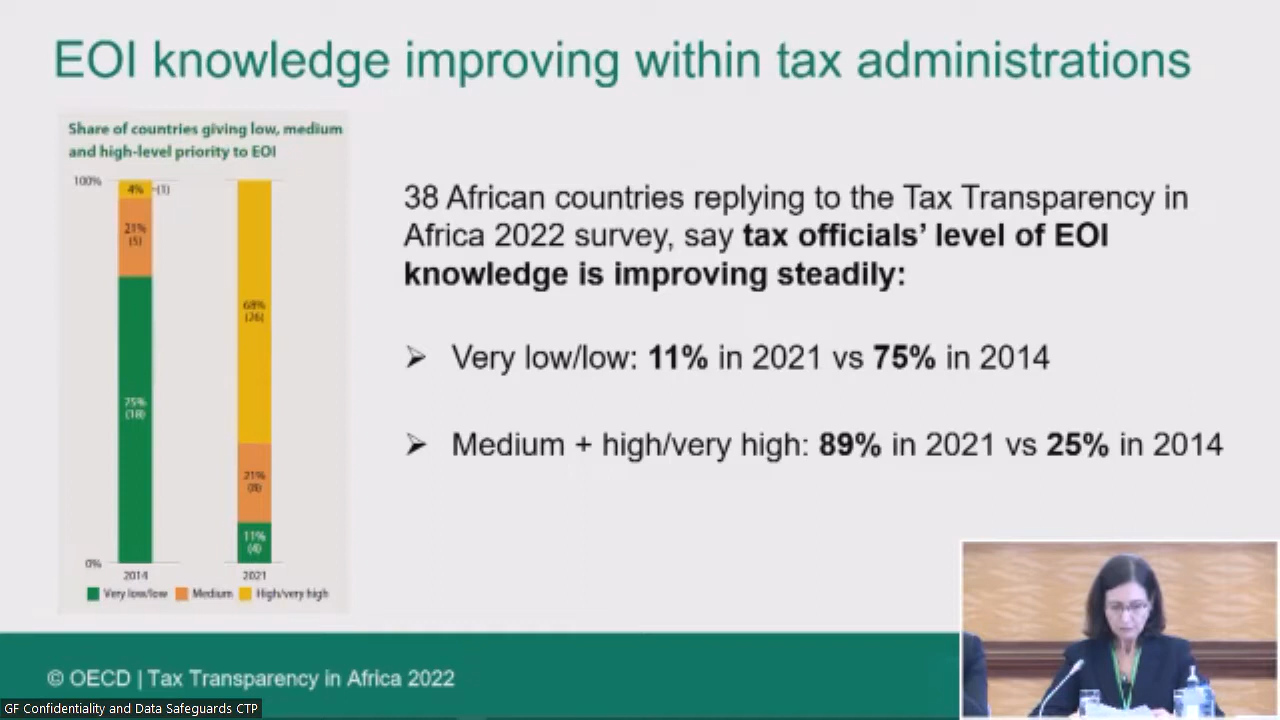 EOI knowledge improving within tax administrations
Share of countries giving low, medium
and high-level priority to EOI
100%
4%
(1)
21%
(5)
75%
(18)
68%
(26)
21%
(8)
11%
(4)
0%
2014
2021
Very low/low
Medium
High/very high
38 African countries replying to the Tax Transparency in
Africa 2022 survey, say tax officials’ level of EOI
knowledge is improving steadily:
➢ Very low/low: 11% in 2021 vs 75% in 2014
➢ Medium + high/very high: 89% in 2021 vs 25% in 2014
© OECD | Tax Transparency in Africa 2022
GF Confidentiality and Data Safeguards CTP